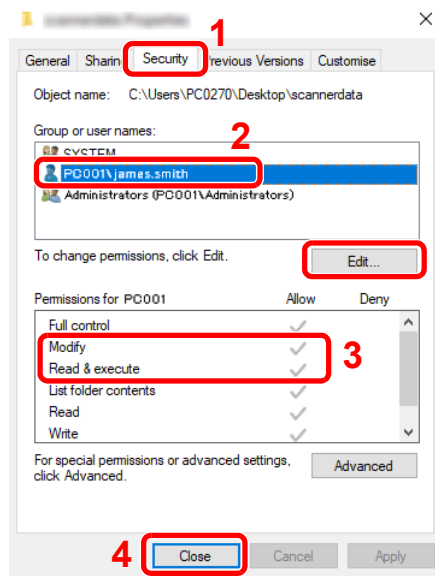 scannerdata Properties
1
General Sharin Security revious Versions Customise
Object name: C:\Users\PC0270\Desktop\scannerdata
Group or user names:
2
SYSTEM
PC001\james.smith
Administrators (PC001\Administrators)
To change permissions, click Edit.
Edit...
Permissions for PC001 Allow Deny
Full control
Modify
Read & execute
3
List folder contents
Read
Write
For special permissions or advanced settings,
click Advanced.
Advanced
4
Close Cancel Apply